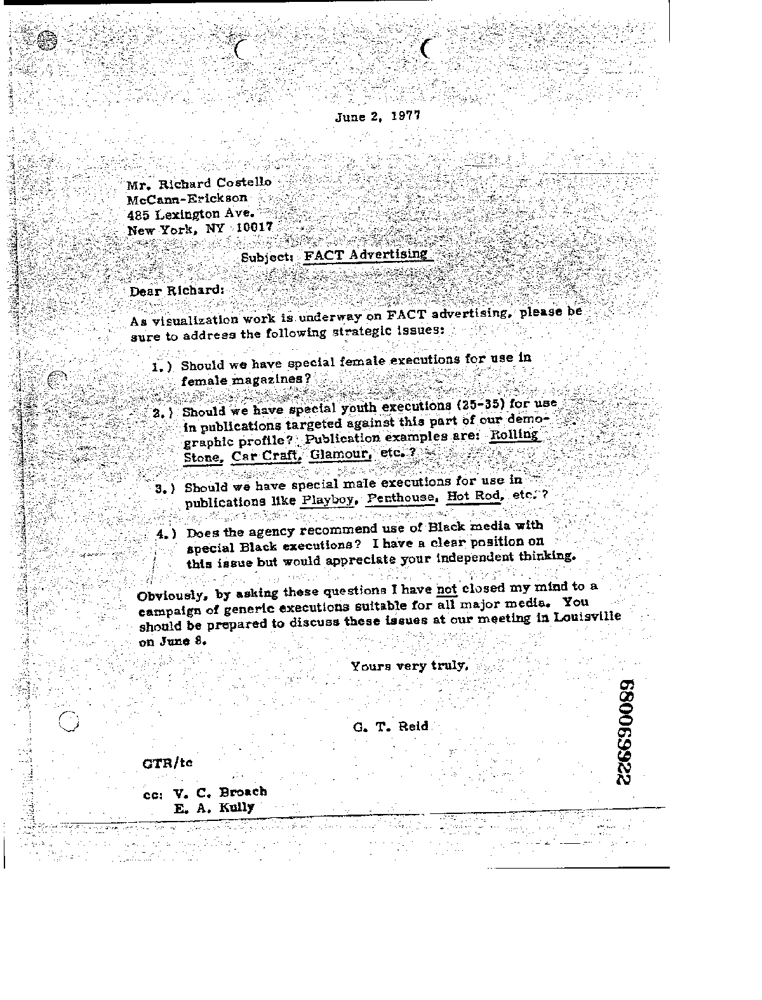 June 2, 1977
Mr. Richard Costello
McCann-Erickson
485 Lexington Ave.
New York, NY 10017
Subject: FACT Advertising
Dear Richard:
As visualization work is underway on FACT advertising, please be
sure to address the following strategic issues:
1.) Should we have special female executions for use in
female magazines?
2.) Should we have special youth executions (25-35) for use
in publications targeted against this part of our demo-
graphic profile? Publication examples are: Rolling
Stone, Car Craft, Glamour, etc.?
3.) Should we have special male executions for use in
publications like Playboy, Penthouse, Hot Rod, etc.?
4.) Does the agency recommend use of Black media with
special Black executions? I have a clear position on
this issue but would appreciate your independent thinking.
Obviously, by asking these questions I have not closed my mind to a
campaign of generic executions suitable for all major media. You
should be prepared to discuss these issues at our meeting in Louisville
on June 8.
Yours very truly,
G. T. Reid
GTR/tc
cc: V. C. Broach
E. A. Kully
680069922